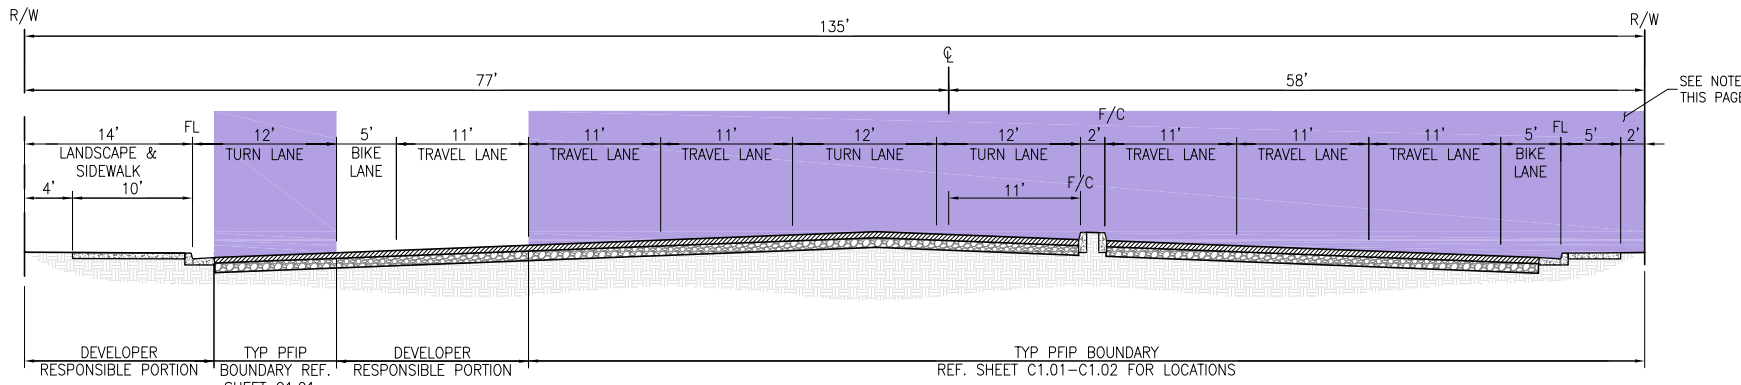 R/W
R/W
135'
℄
77'
58'
SEE NOTE
THIS PAGE
F/C
14'
FL
12'
5'
11'
11'
11'
12'
12'
2'
11'
11'
11'
5'
FL
5'
2'
LANDSCAPE &
SIDEWALK
TURN LANE
BIKE
LANE
TRAVEL LANE
TRAVEL LANE
TRAVEL LANE
TURN LANE
TURN LANE
TRAVEL LANE
TRAVEL LANE
TRAVEL LANE
BIKE
LANE
4'
10'
11'
F/C
DEVELOPER
RESPONSIBLE PORTION
TYP PFIP
BOUNDARY REF.
DEVELOPER
RESPONSIBLE PORTION
TYP PFIP BOUNDARY
REF. SHEET C1.01-C1.02 FOR LOCATIONS